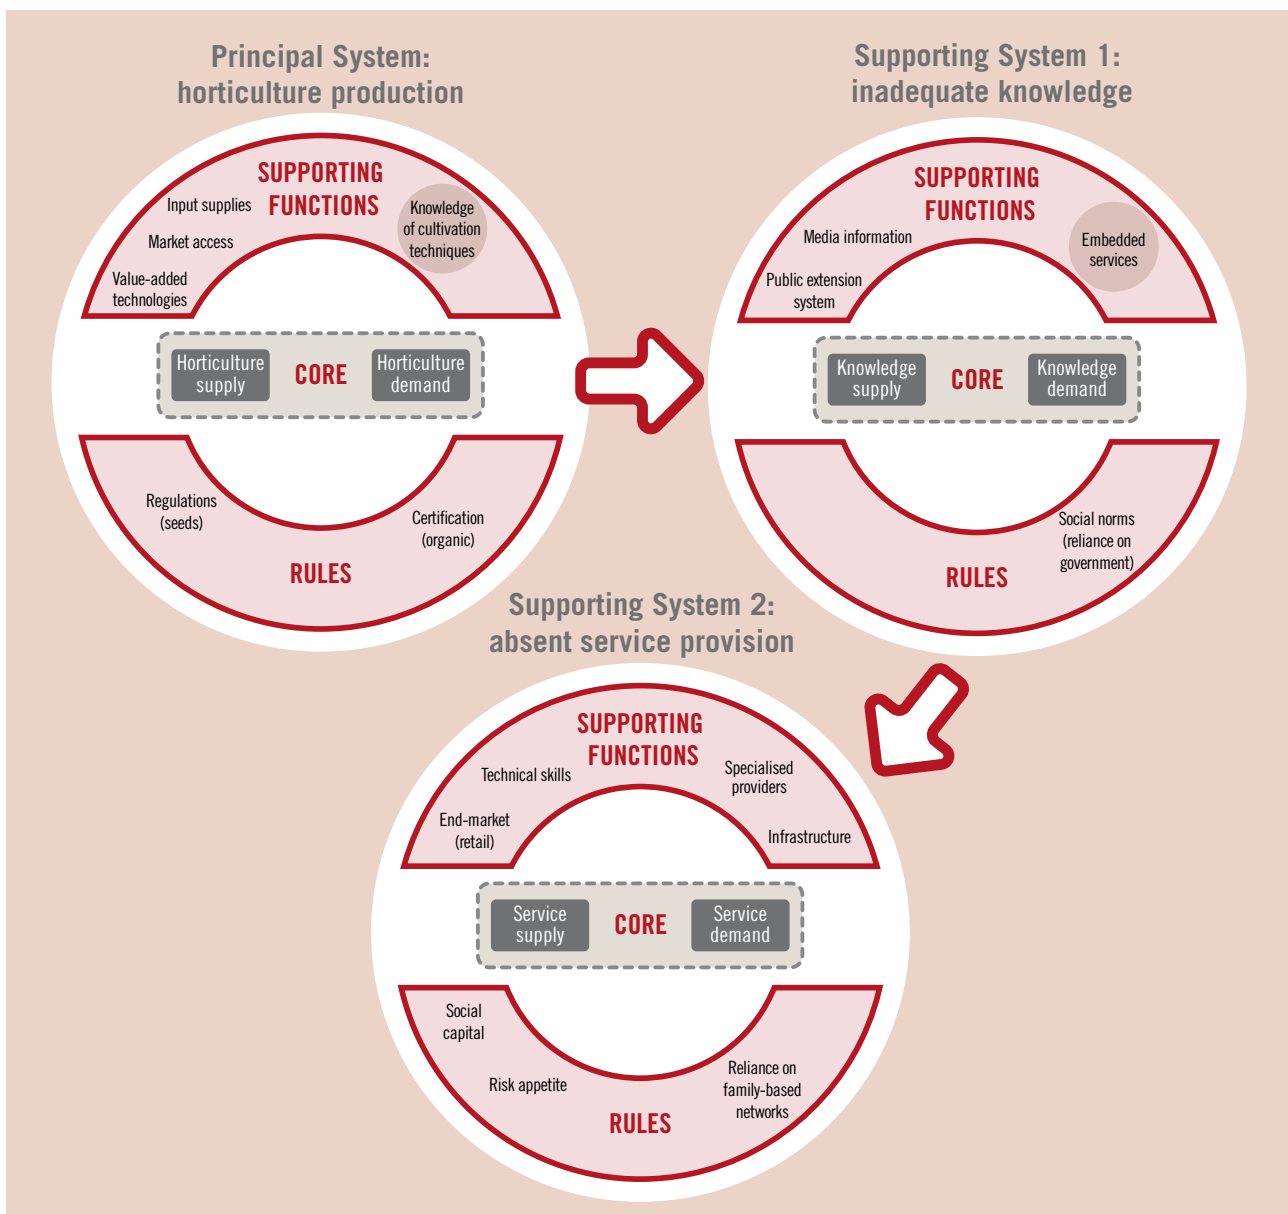 Principal System:
horticulture production
SUPPORTING
FUNCTIONS
Input supplies
Market access
Value-added
technologies
Knowledge
of cultivation
techniques
Horticulture
supply
CORE
Horticulture
demand
Regulations
(seeds)
Certification
(organic)
RULES
Supporting System 1:
inadequate knowledge
SUPPORTING
FUNCTIONS
Media information
Public extension
system
Embedded
services
Knowledge
supply
CORE
Knowledge
demand
Social norms
(reliance on
government)
RULES
Supporting System 2:
absent service provision
SUPPORTING
FUNCTIONS
Technical skills
End-market
(retail)
Specialised
providers
Infrastructure
Service
supply
CORE
Service
demand
Social
capital
Risk appetite
Reliance on
family-based
networks
RULES